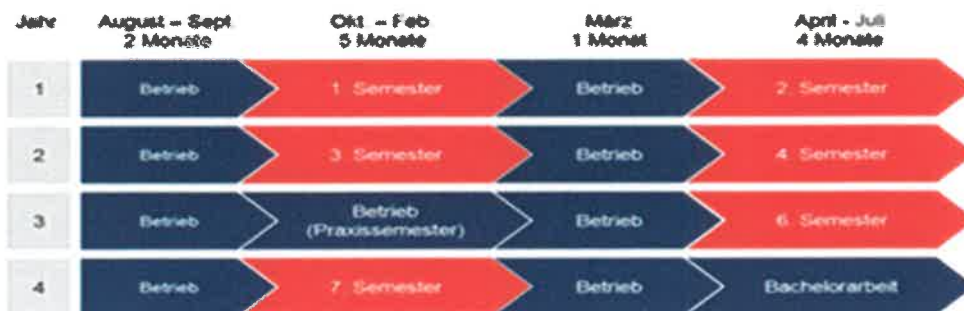 Jahr August – Sept. Okt. – Feb März April - Juli
2 Monate 5 Monate 1 Monat 4 Monate
1 Betrieb 1. Semester Betrieb 2. Semester
2 Betrieb 3. Semester Betrieb 4. Semester
3 Betrieb Betrieb Betrieb 6. Semester
(Praxissemester)
4 Betrieb 7. Semester Betrieb Bachelorarbeit